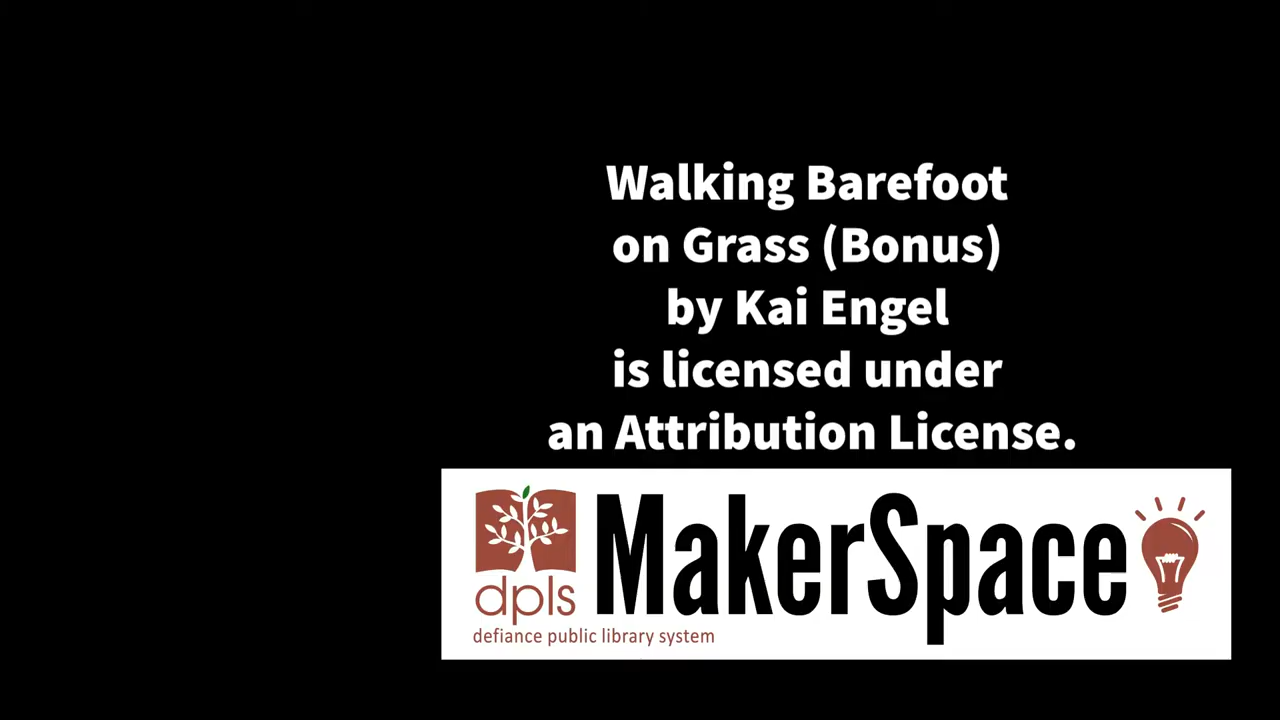 Walking Barefoot
on Grass (Bonus)
by Kai Engel
is licensed under
an Attribution License.
MakerSpace
dpls
defiance public library system